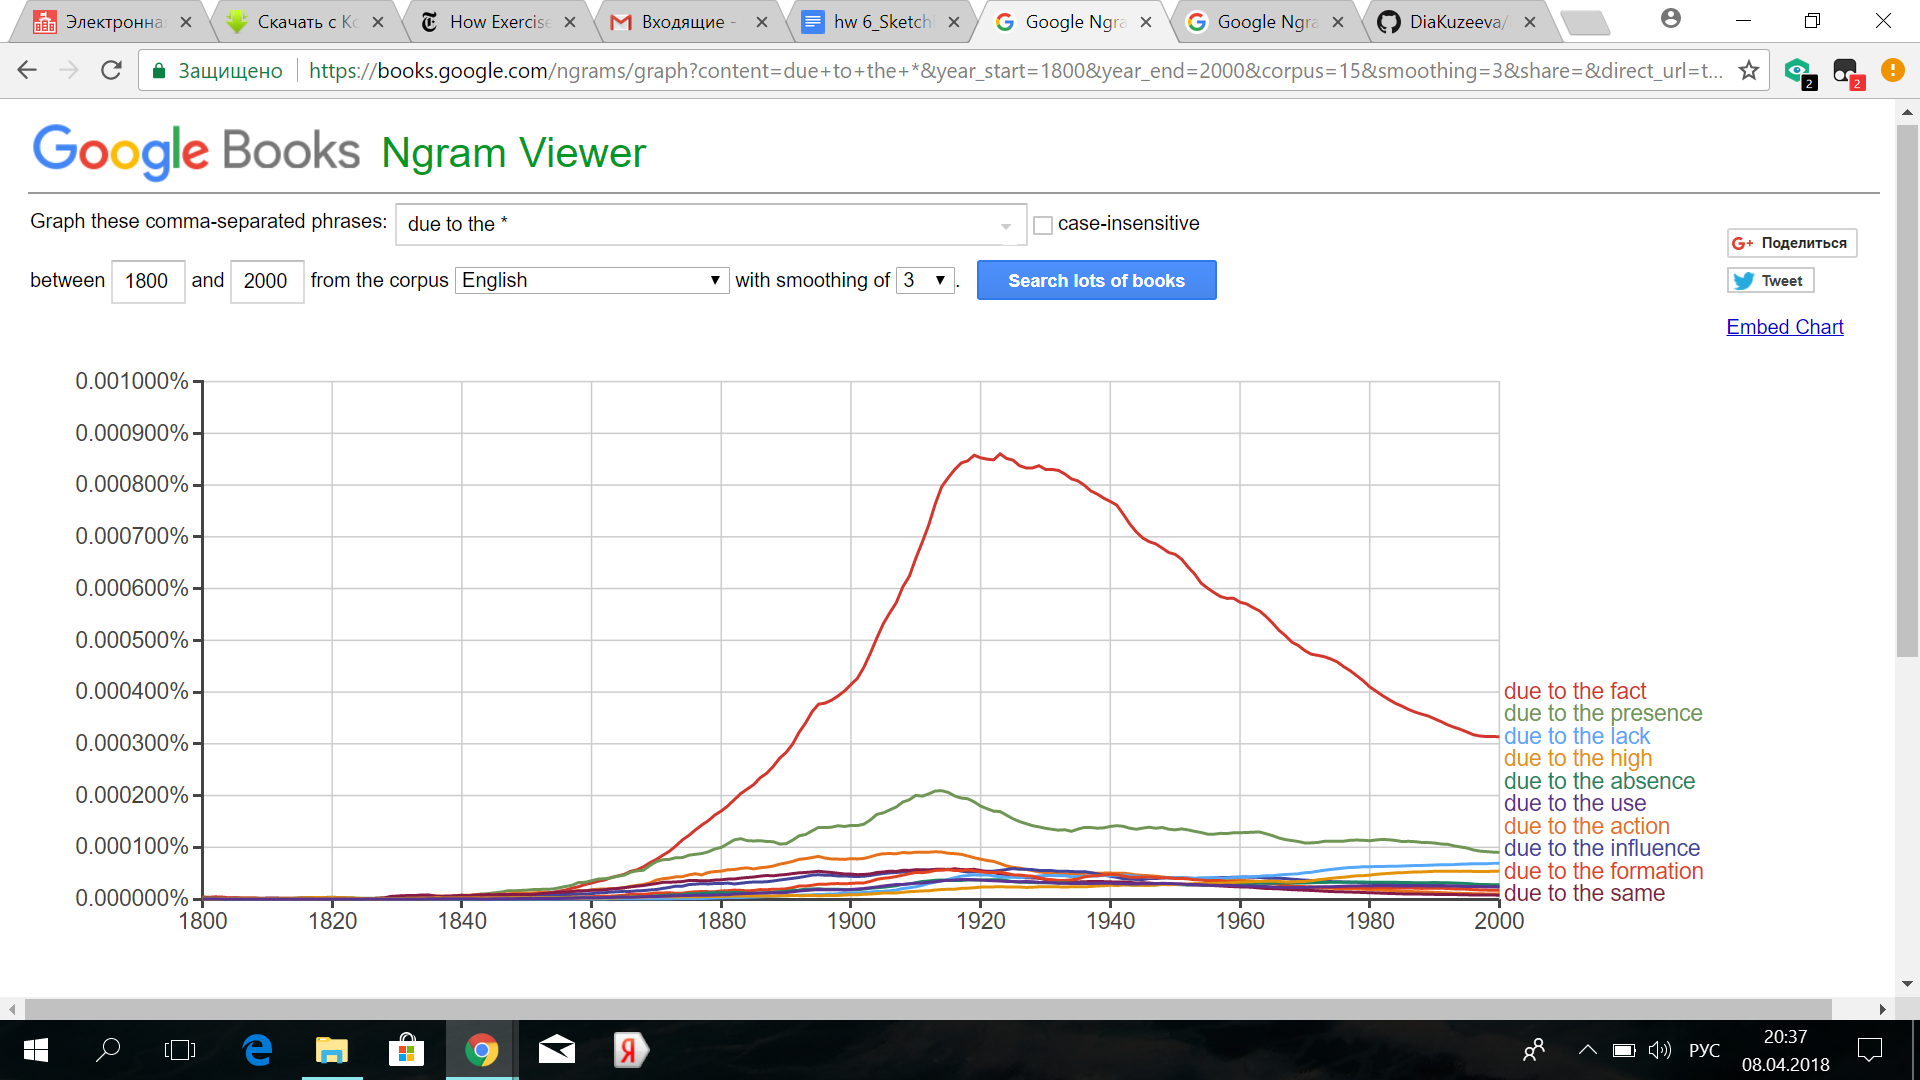 Электронна
Скачать с Ко
How Exercise
Входящие -
hw 6_Sketch
Google Ngra
Google Ngra
DiaKuzeeva/
Защищено https://books.google.com/ngrams/graph?content=due+to+the+*&year_start=1800&year_end=2000&corpus=15&smoothing=3&share=&direct_url=t...
2
2
Google Books Ngram Viewer
Graph these comma-separated phrases: due to the * case-insensitive
between 1800 and 2000 from the corpus English with smoothing of 3 . Search lots of books
G+ Поделиться
Tweet
Embed Chart
0.001000%
0.000900%
0.000800%
0.000700%
0.000600%
0.000500%
0.000400%
0.000300%
0.000200%
0.000100%
0.000000%
due to the fact
due to the presence
due to the lack
due to the high
due to the absence
due to the use
due to the action
due to the influence
due to the formation
due to the same
1800 1820 1840 1860 1880 1900 1920 1940 1960 1980 2000
Я
РУС
20:37
08.04.2018